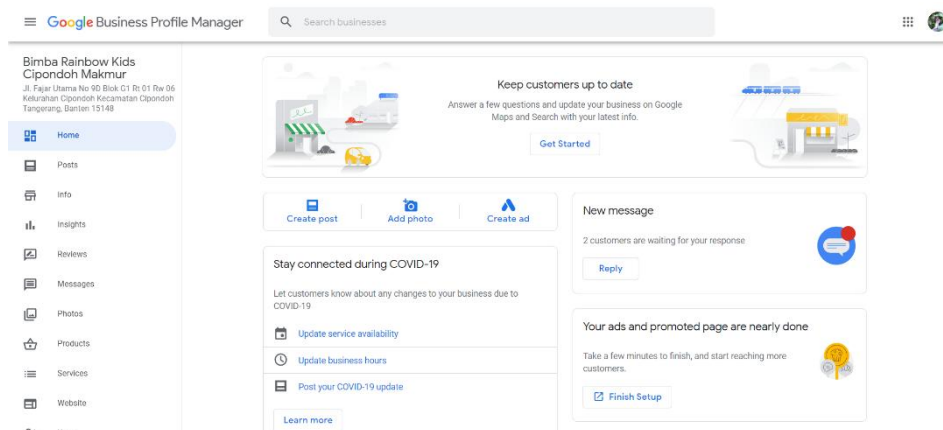 Google Business Profile Manager
Search businesses
Bimba Rainbow Kids
Cipondoh Makmur
Jl. Fajar Utama No 9D Blok G1 Rt 01 Rw 06
Kelurahan Cipondoh Kecamatan Cipondoh
Tangerang, Banten 15148
Home
Posts
Info
Insights
Reviews
Messages
Photos
Products
Services
Website
Keep customers up to date
Answer a few questions and update your business on Google
Maps and Search with your latest info.
Get Started
Create post
Add photo
Create ad
Stay connected during COVID-19
Let customers know about any changes to your business due to
COVID-19
Update service availability
Update business hours
Post your COVID-19 update
Learn more
New message
2 customers are waiting for your response
Reply
Your ads and promoted page are nearly done
Take a few minutes to finish, and start reaching more
customers.
Finish Setup